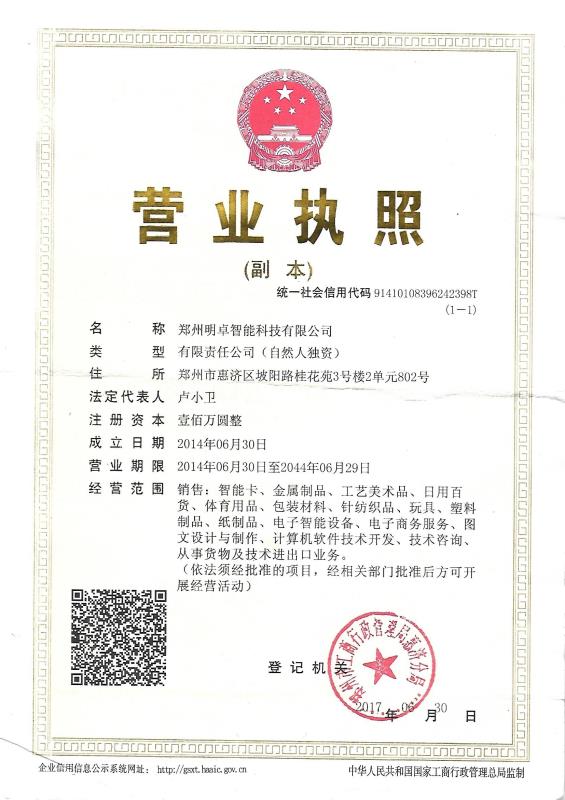 营业执照
(副 本)
统一社会信用代码 91410108396242398T
(1-1)
名 称 郑州明卓智能科技有限公司
类 型 有限责任公司（自然人独资）
住 所 郑州市惠济区坡阳路桂花苑3号楼2单元802号
法定代表人 卢小卫
注册资本 壹佰万圆整
成立日期 2014年06月30日
营业期限 2014年06月30日至2044年06月29日
经营范围 销售：智能卡、金属制品、工艺美术品、日用百
货、体育用品、包装材料、针纺织品、玩具、塑料
制品、纸制品、电子智能设备、电子商务服务、图
文设计与制作、计算机软件技术开发、技术咨询、
从事货物及技术进出口业务。
（依法须经批准的项目，经相关部门批准后方可开
展经营活动）
郑州市工商行政管理局惠济分局
登记机关
2017年06月30日
企业信用信息公示系统网址： http://gsxt.haaic.gov.cn
中华人民共和国国家工商行政管理总局监制